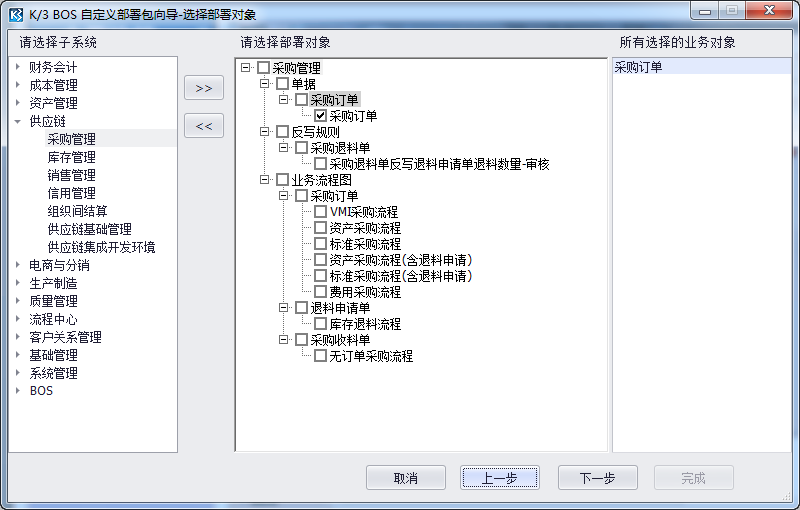 K/3 BOS 自定义部署包向导-选择部署对象
请选择子系统
财务会计
成本管理
资产管理
供应链
采购管理
库存管理
销售管理
信用管理
组织间结算
供应链基础管理
供应链集成开发环境
电商与分销
生产制造
质量管理
流程中心
客户关系管理
基础管理
系统管理
BOS
>>
<<
请选择部署对象
采购管理
单据
采购订单
采购订单
反写规则
采购退料单
采购退料单反写退料申请单退料数量-审核
业务流程图
采购订单
VMI采购流程
资产采购流程
标准采购流程
资产采购流程(含退料申请)
标准采购流程(含退料申请)
费用采购流程
退料申请单
库存退料流程
采购收料单
无订单采购流程
所有选择的业务对象
采购订单
取消
上一步
下一步
完成